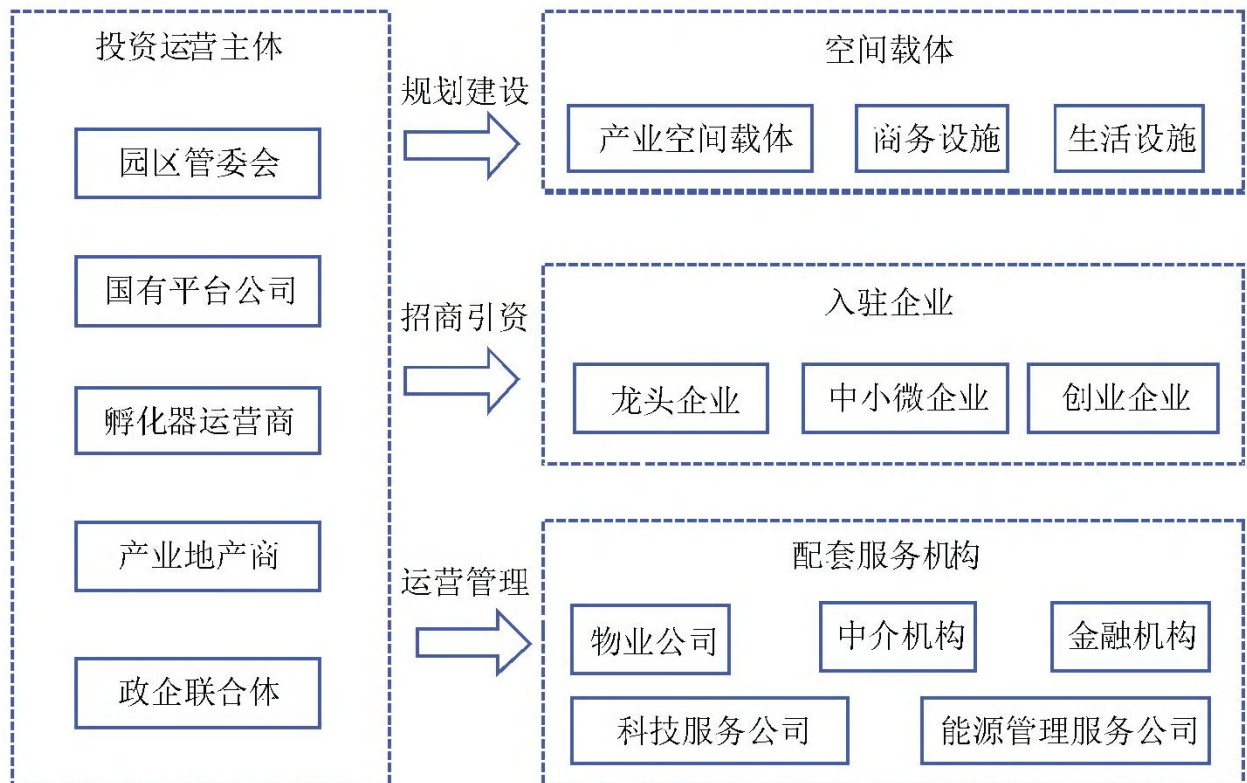 投资运营主体
园区管委会
国有平台公司
孵化器运营商
产业地产商
政企联合体
规划建设
招商引资
运营管理
空间载体
产业空间载体
商务设施
生活设施
入驻企业
龙头企业
中小微企业
创业企业
配套服务机构
物业公司
中介机构
金融机构
科技服务公司
能源管理服务公司